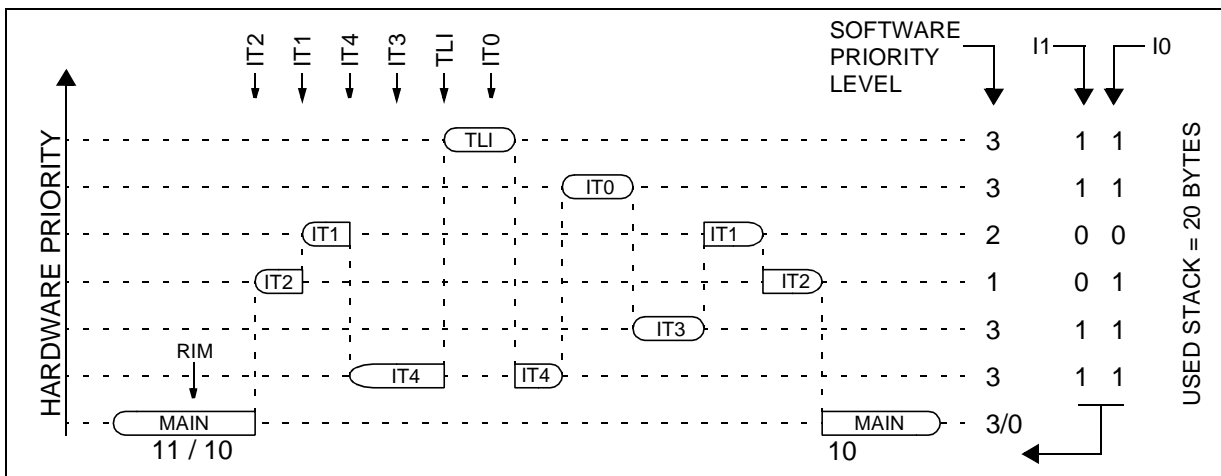 IT2
IT1
IT4
IT3
TLI
IT0
SOFTWARE
PRIORITY
LEVEL
I1
I0
HARDWARE PRIORITY
TLI
3
1 1
IT0
3
1 1
IT1
IT1
2
0 0
IT2
IT2
1
0 1
IT3
3
1 1
RIM
IT4
IT4
3
1 1
MAIN
MAIN
3/0
11 / 10
10
USED STACK = 20 BYTES